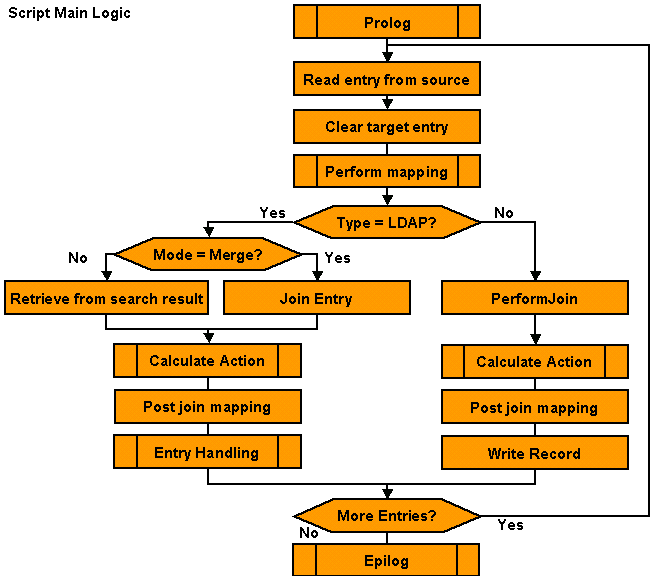 Script Main Logic
Prolog
Read entry from source
Clear target entry
Perform mapping
Type = LDAP?
Yes
No
Mode = Merge?
No
Yes
Retrieve from search result
Join Entry
PerformJoin
Calculate Action
Calculate Action
Post join mapping
Post join mapping
Entry Handling
Write Record
More Entries?
Yes
No
Epilog